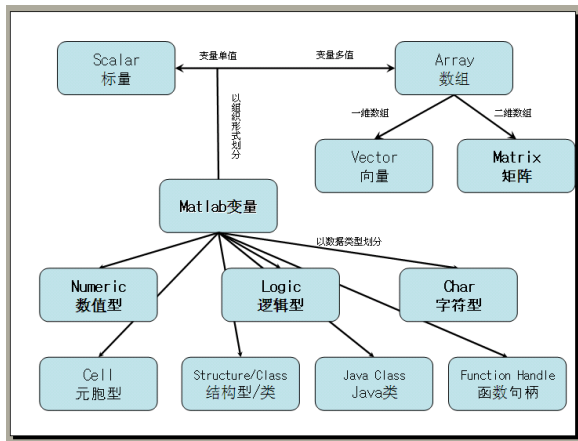 Scalar
标量
变量单值
变量多值
Array
数组
以组织形式划分
一维数组
二维数组
Vector
向量
Matrix
矩阵
Matlab变量
以数据类型划分
Numeric
数值型
Logic
逻辑型
Char
字符型
Cell
元胞型
Structure/Class
结构型/类
Java Class
Java类
Function Handle
函数句柄